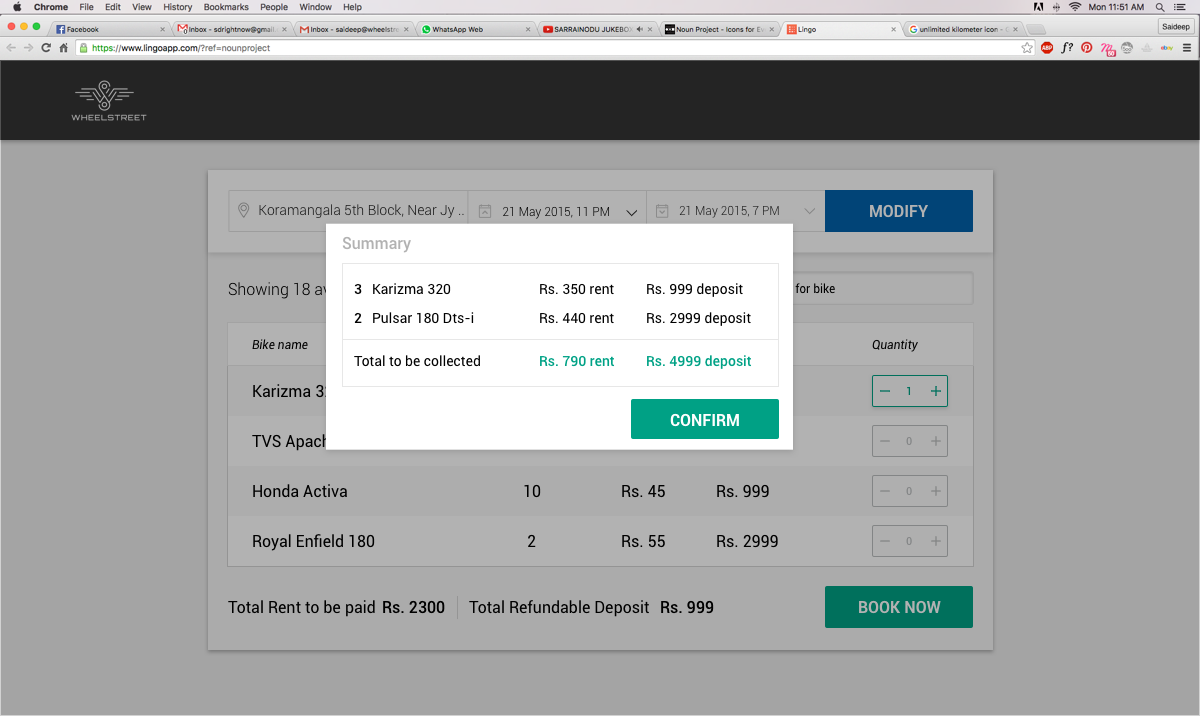 Chrome File Edit View History Bookmarks People Window Help Mon 11:51 AM
Facebook Inbox - sdrightnow@gmail. Inbox - saideep@wheelstr WhatsApp Web SARRAINODU JUKEBOX Noun Project - Icons for E Lingo unlimited kilometer icon - G Saideep
https://www.lingoapp.com/?ref=nounproject
WHEELSTREET
Koramangala 5th Block, Near Jy .. 21 May 2015, 11 PM 21 May 2015, 7 PM MODIFY
Summary
Showing 18 av for bike
3 Karizma 320 Rs. 350 rent Rs. 999 deposit
2 Pulsar 180 Dts-i Rs. 440 rent Rs. 2999 deposit
Total to be collected Rs. 790 rent Rs. 4999 deposit
CONFIRM
Bike name Quantity
Karizma 3 1
TVS Apach 0
Honda Activa 10 Rs. 45 Rs. 999 0
Royal Enfield 180 2 Rs. 55 Rs. 2999 0
Total Rent to be paid Rs. 2300 Total Refundable Deposit Rs. 999 BOOK NOW